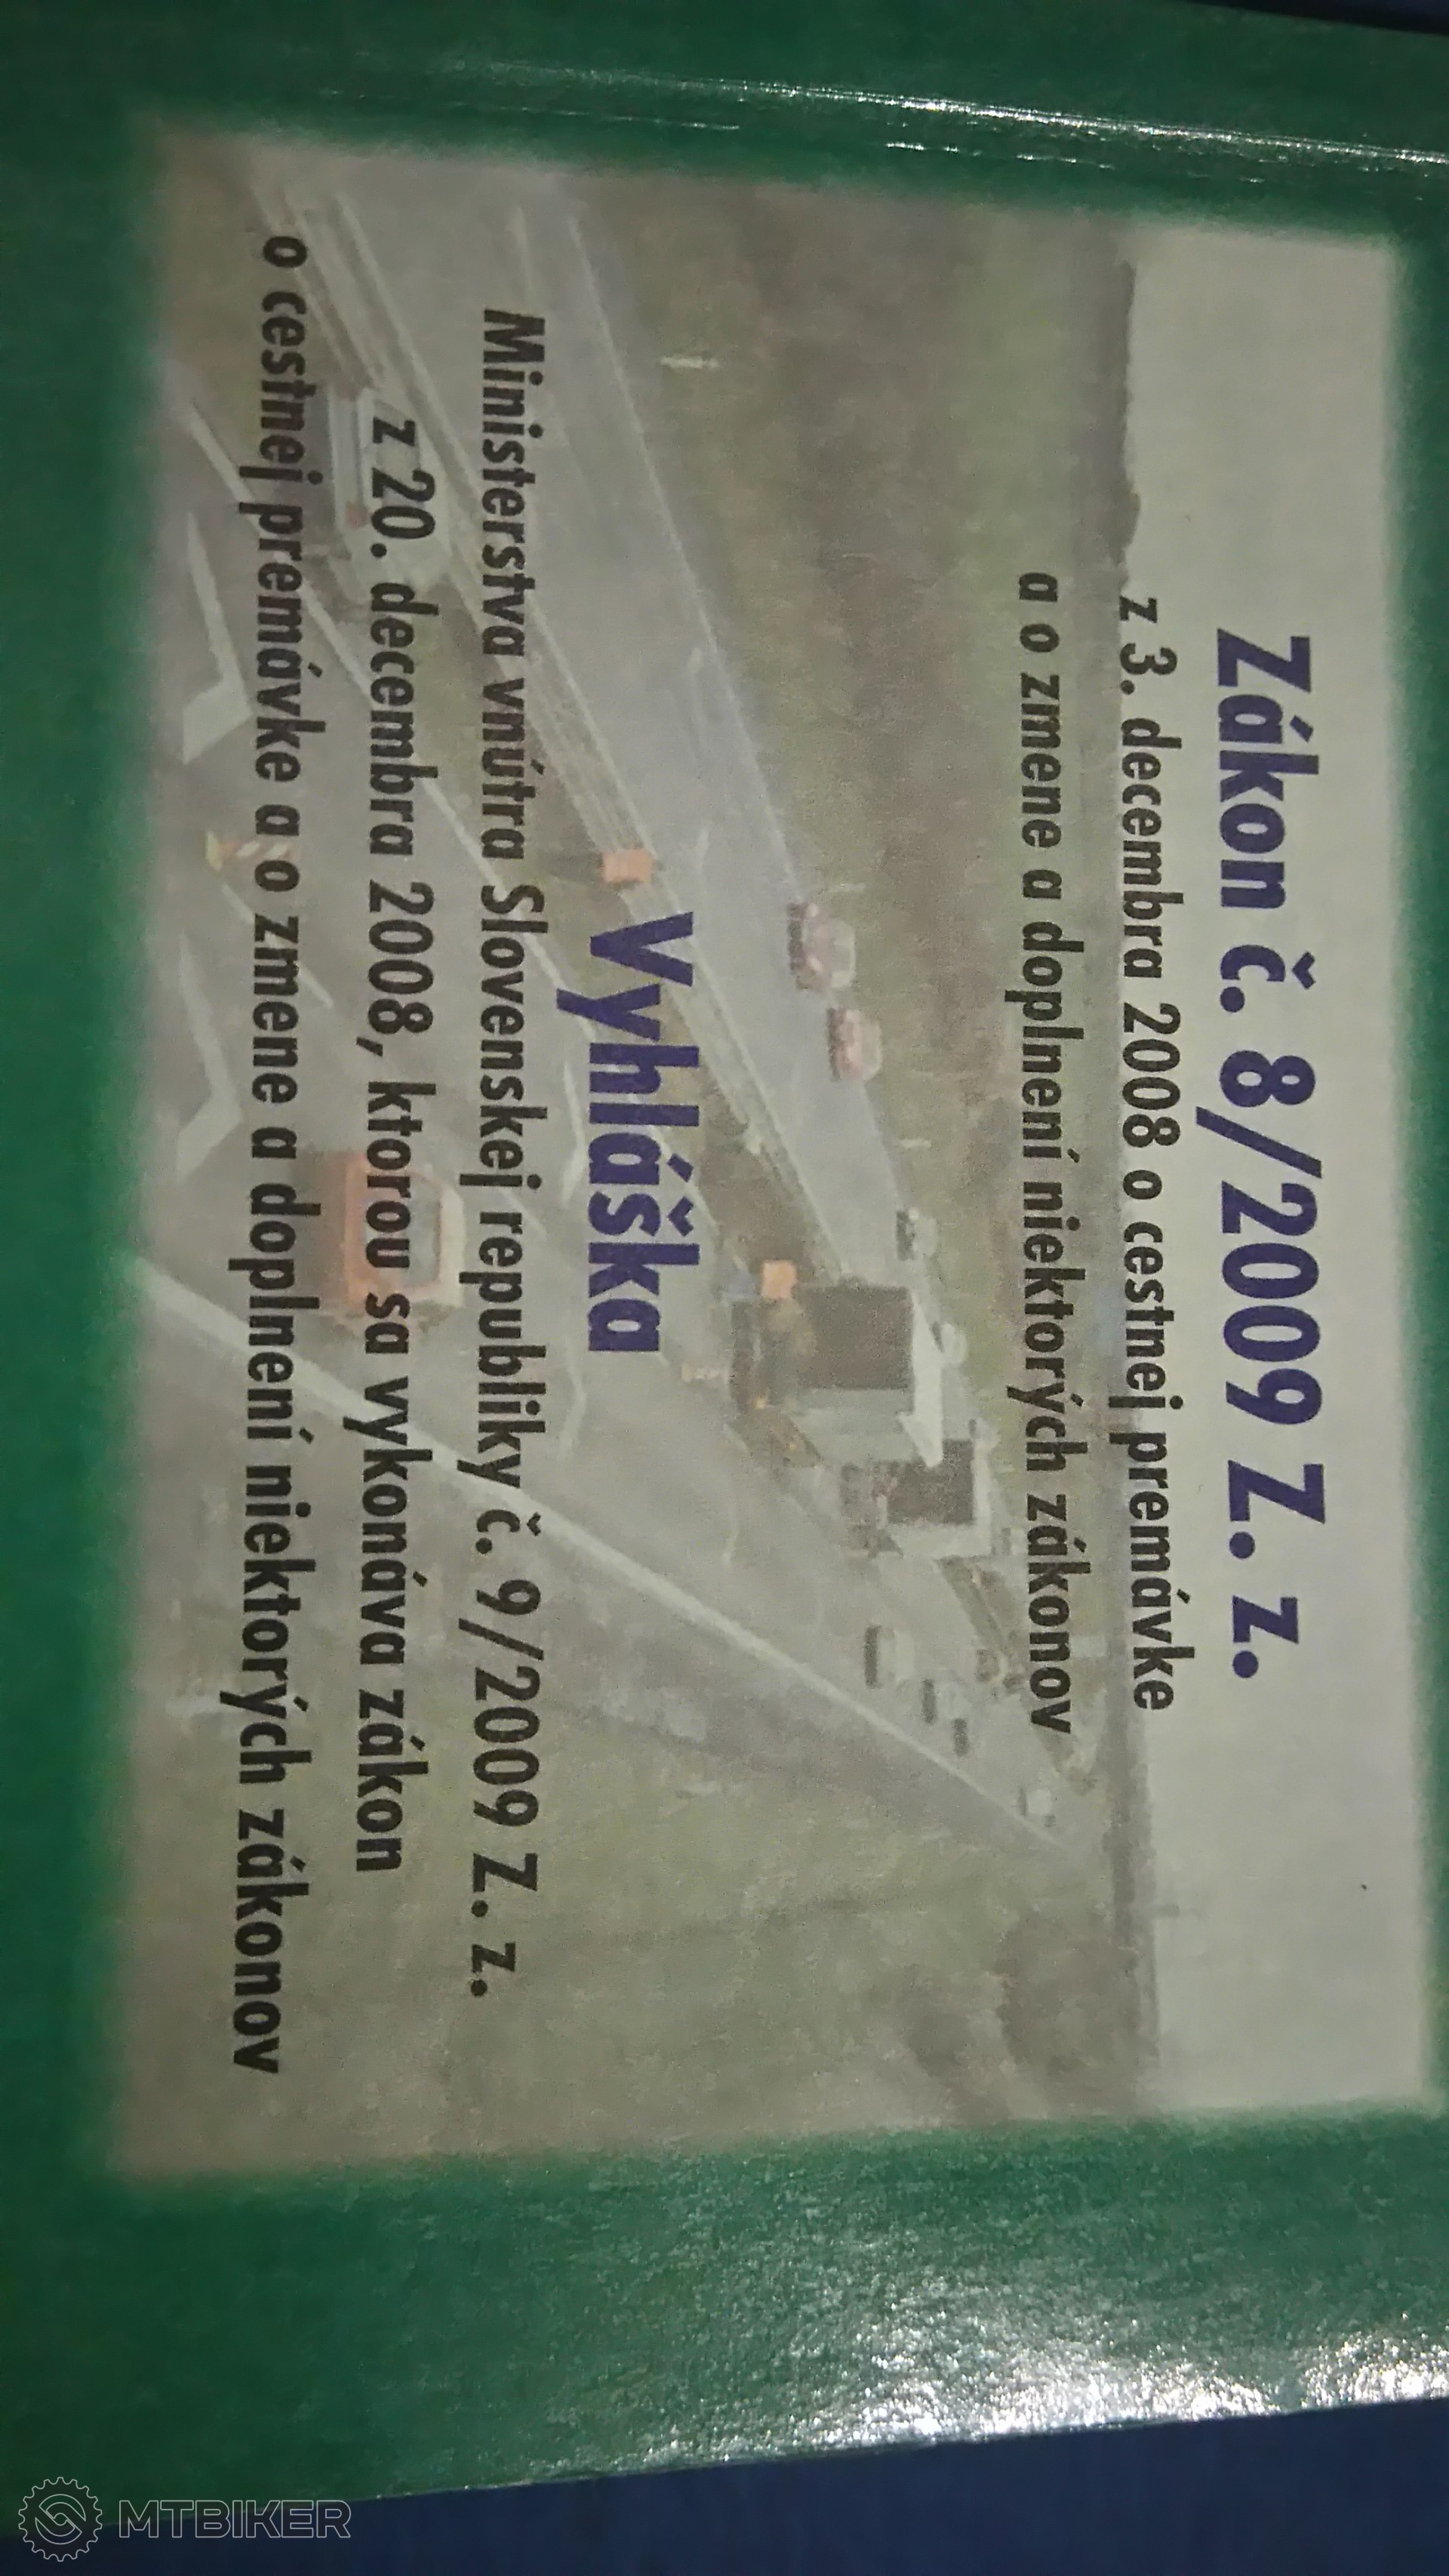 Zákon č. 8/2009 Z. z.
z 3. decembra 2008 o cestnej premávke
a o zmene a doplnení niektorých zákonov
Vyhláška
Ministerstva vnútra Slovenskej republiky č. 9/2009 Z. z.
z 20. decembra 2008, ktorou sa vykonáva zákon
o cestnej premávke a o zmene a doplnení niektorých zákonov
MTBIKER